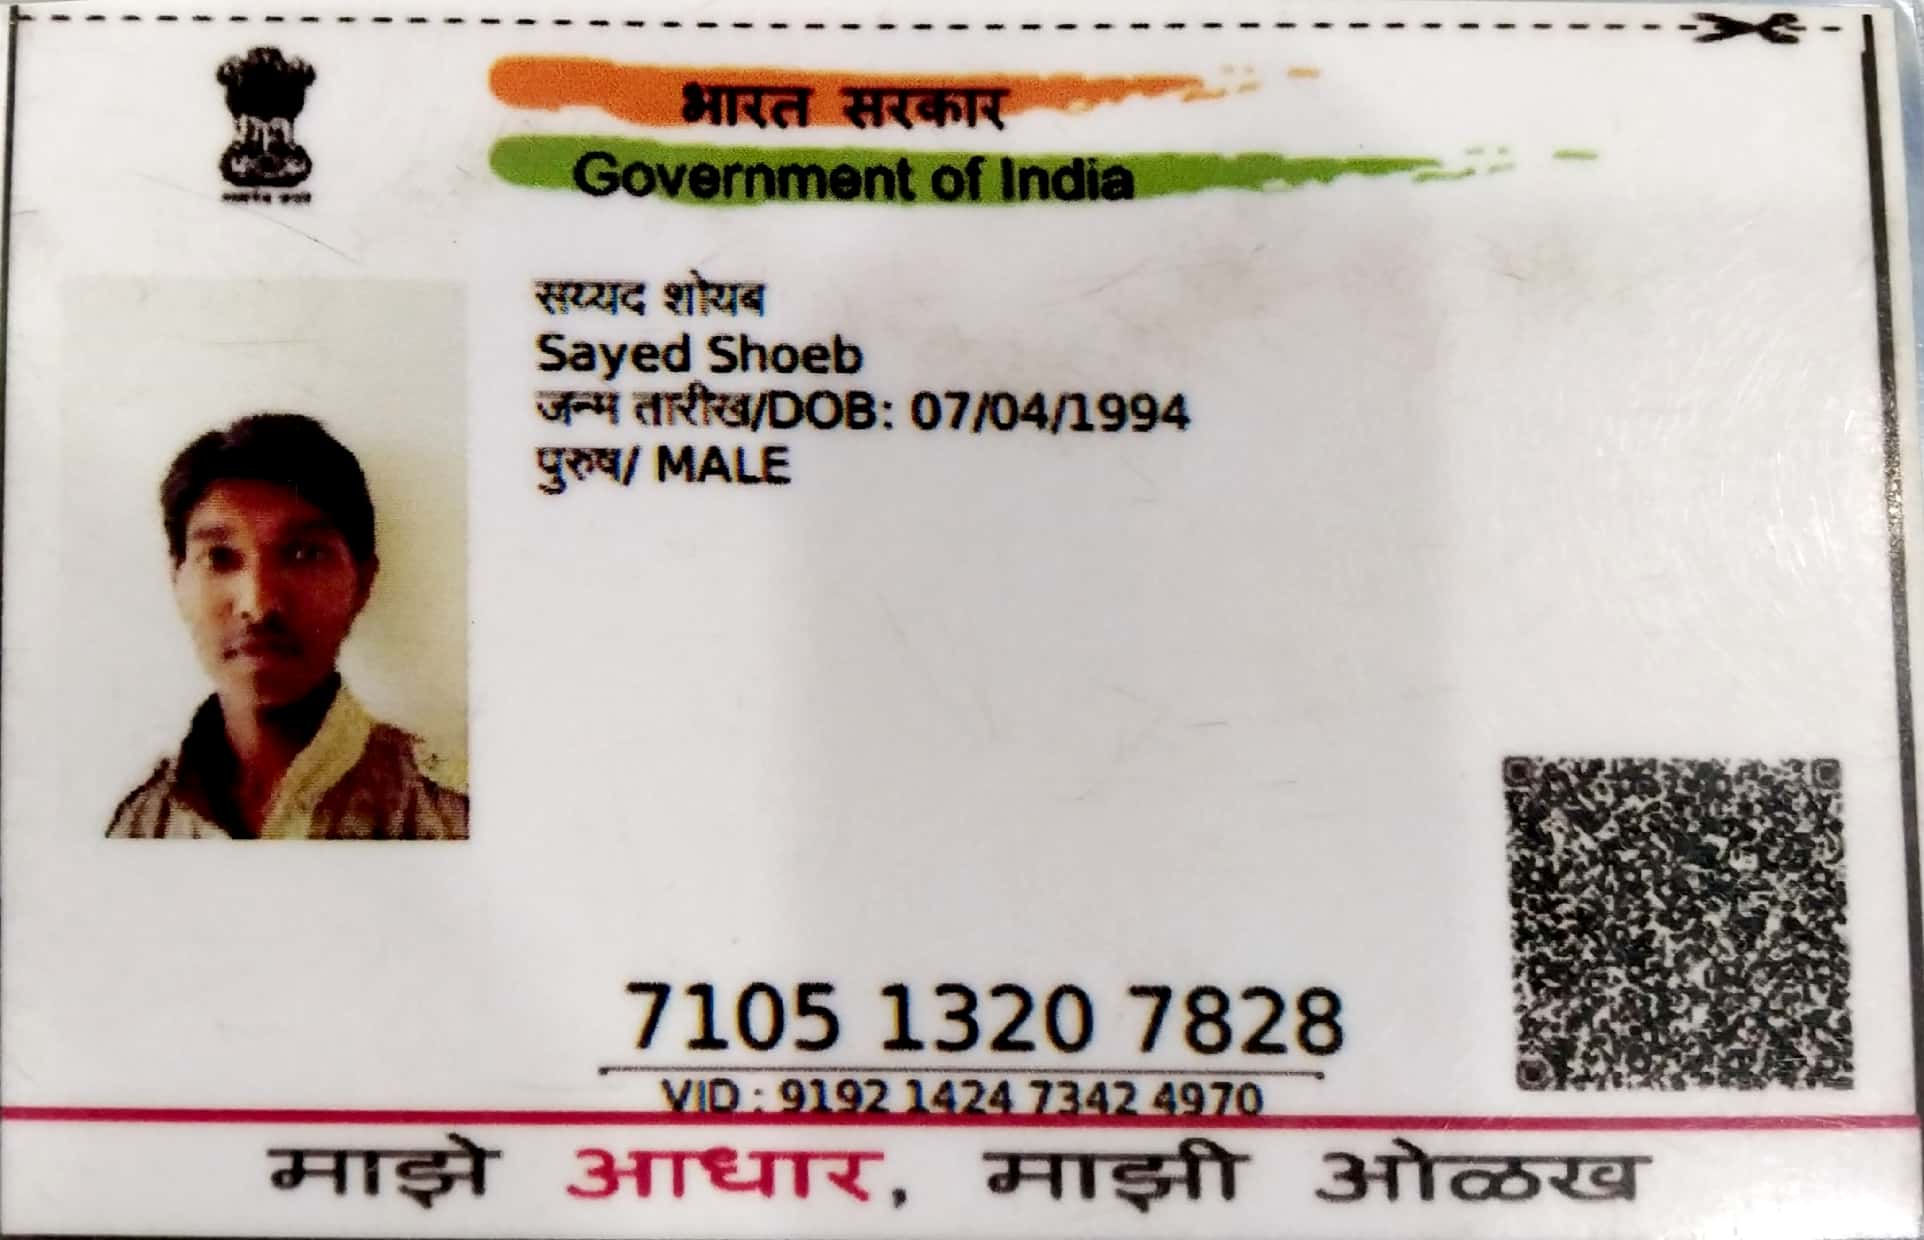 भारत सरकार
Government of India
सय्यद शोयब
Sayed Shoeb
जन्म तारीख/DOB: 07/04/1994
पुरुष/ MALE
7105 1320 7828
VID : 9192 1424 7342 4970
माझे आधार, माझी ओळख